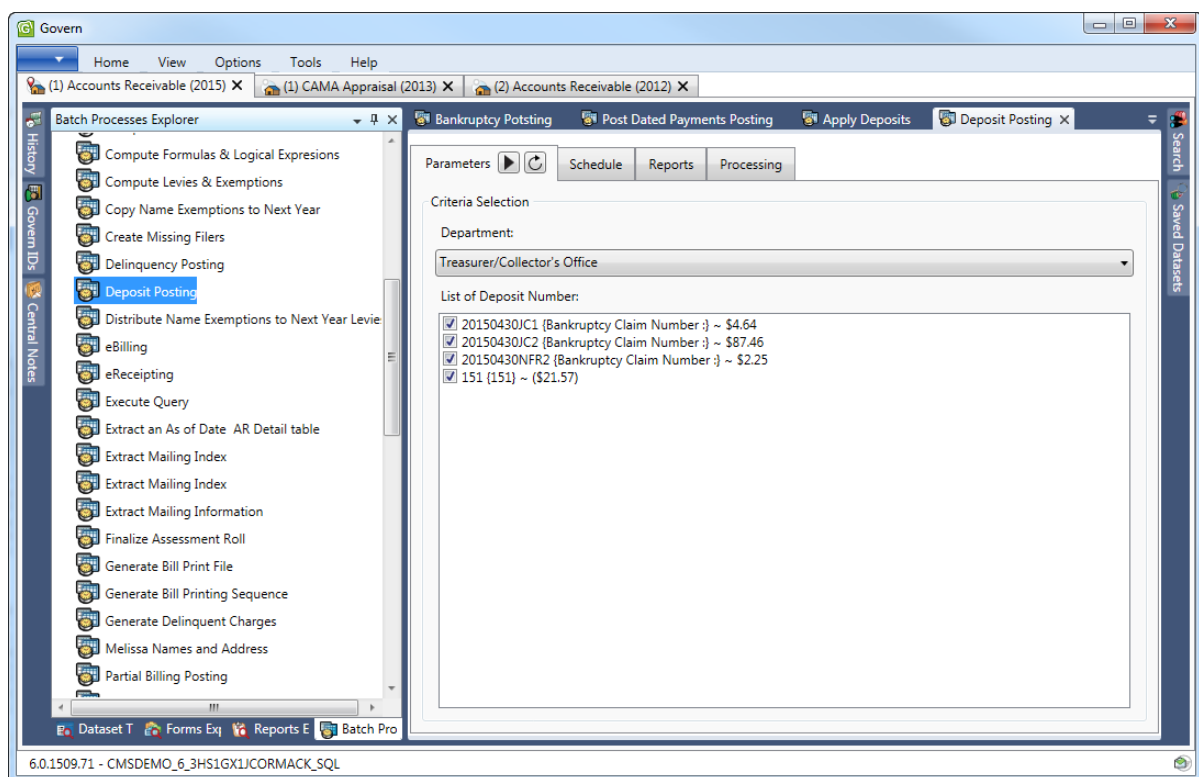 Govern
Home View Options Tools Help
(1) Accounts Receivable (2015) X (1) CAMA Appraisal (2013) X (2) Accounts Receivable (2012) X
History
Govern IDs
Central Notes
Batch Processes Explorer
Compute Formulas & Logical Expresions
Compute Levies & Exemptions
Copy Name Exemptions to Next Year
Create Missing Filers
Delinquency Posting
Deposit Posting
Distribute Name Exemptions to Next Year Levie
eBilling
eReceipting
Execute Query
Extract an As of Date AR Detail table
Extract Mailing Index
Extract Mailing Index
Extract Mailing Information
Finalize Assessment Roll
Generate Bill Print File
Generate Bill Printing Sequence
Generate Delinquent Charges
Melissa Names and Address
Partial Billing Posting
Dataset T Forms Exp Reports E Batch Pro
Bankruptcy Potsting Post Dated Payments Posting Apply Deposits Deposit Posting X
Parameters Schedule Reports Processing
Criteria Selection
Department:
Treasurer/Collector's Office
List of Deposit Number:
20150430JC1 {Bankruptcy Claim Number :} ~ $4.64
20150430JC2 {Bankruptcy Claim Number :} ~ $87.46
20150430NFR2 {Bankruptcy Claim Number :} ~ $2.25
151 {151} ~ ($21.57)
Search
Saved Datasets
6.0.1509.71 - CMSDEMO_6_3HS1GX1JCORMACK_SQL